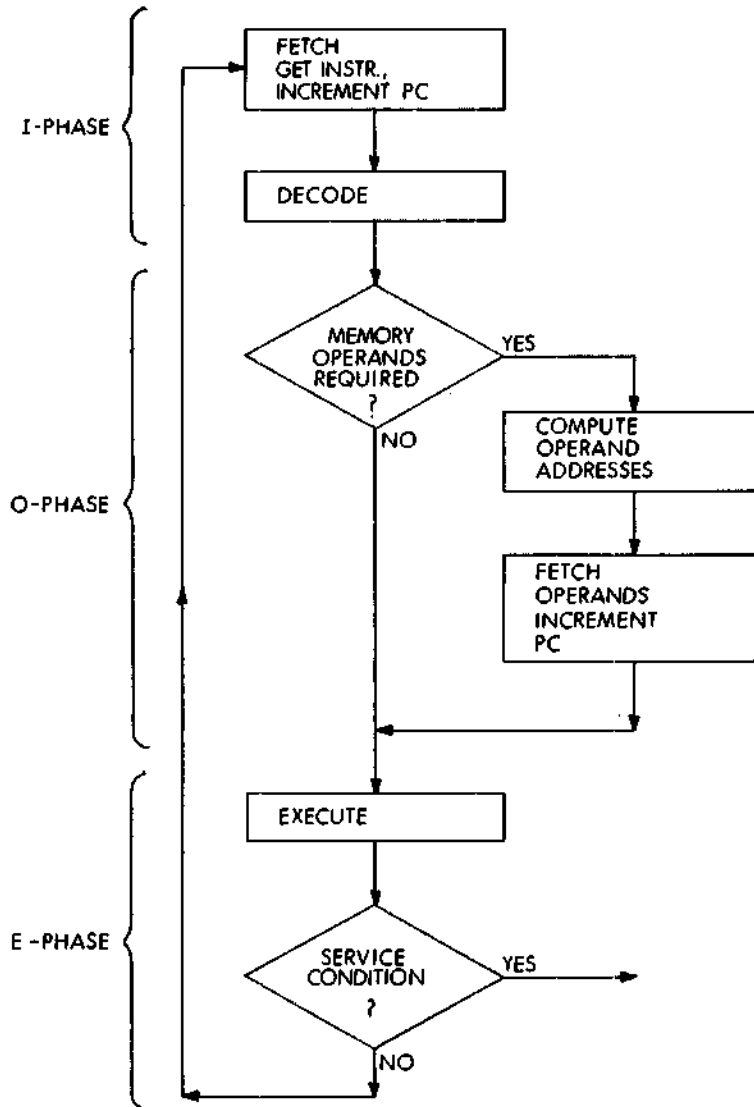 FETCH
GET INSTR.,
INCREMENT PC
I-PHASE
DECODE
MEMORY
OPERANDS
REQUIRED
?
YES
NO
COMPUTE
OPERAND
ADDRESSES
O-PHASE
FETCH
OPERANDS
INCREMENT
PC
EXECUTE
E-PHASE
SERVICE
CONDITION
?
YES
NO